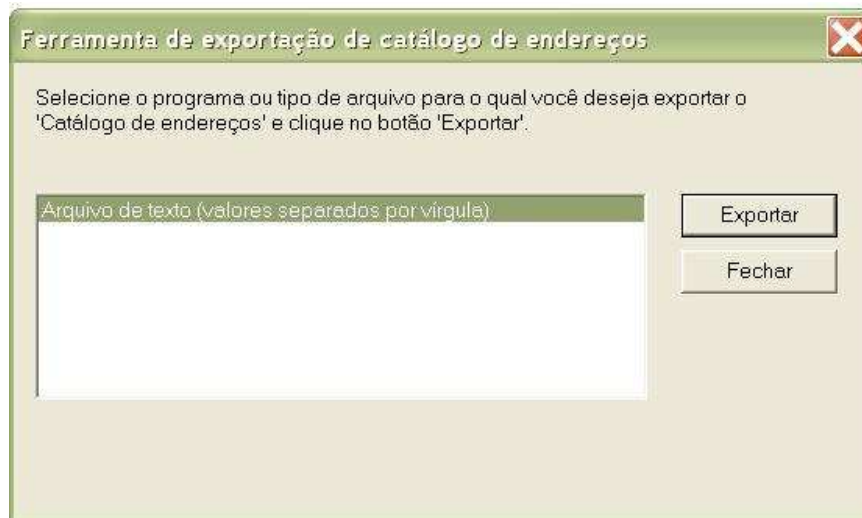 Ferramenta de exportação de catálogo de endereços
Selecione o programa ou tipo de arquivo para o qual você deseja exportar o
'Catálogo de endereços' e clique no botão 'Exportar'.
Arquivo de texto (valores separados por vírgula)
Exportar
Fechar